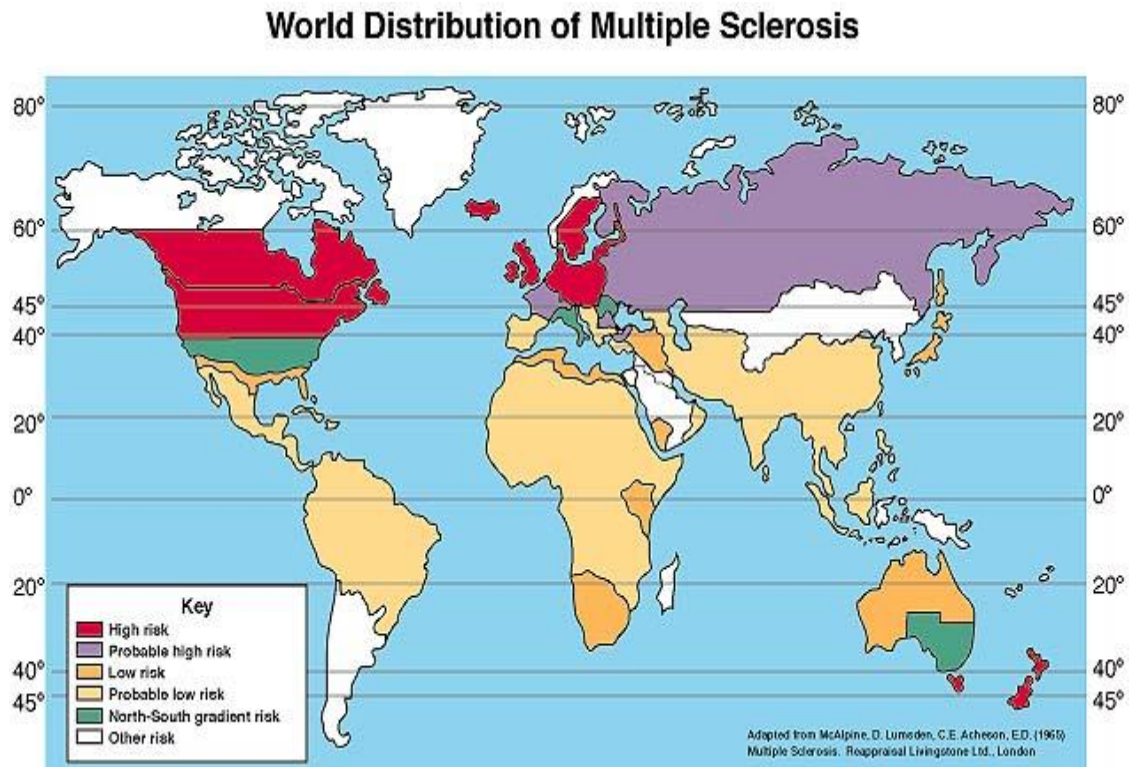 World Distribution of Multiple Sclerosis
80° 80°
60° 60°
45° 45°
40° 40°
20° 20°
0° 0°
20° 20°
40° 40°
45° 45°
Key
High risk
Probable high risk
Low risk
Probable low risk
North-South gradient risk
Other risk
Adapted from McAlpine, D. Lumsden, C.E. Acheson, E.D. (1965)
Multiple Sclerosis. Reappraisal Livingstone Ltd., London